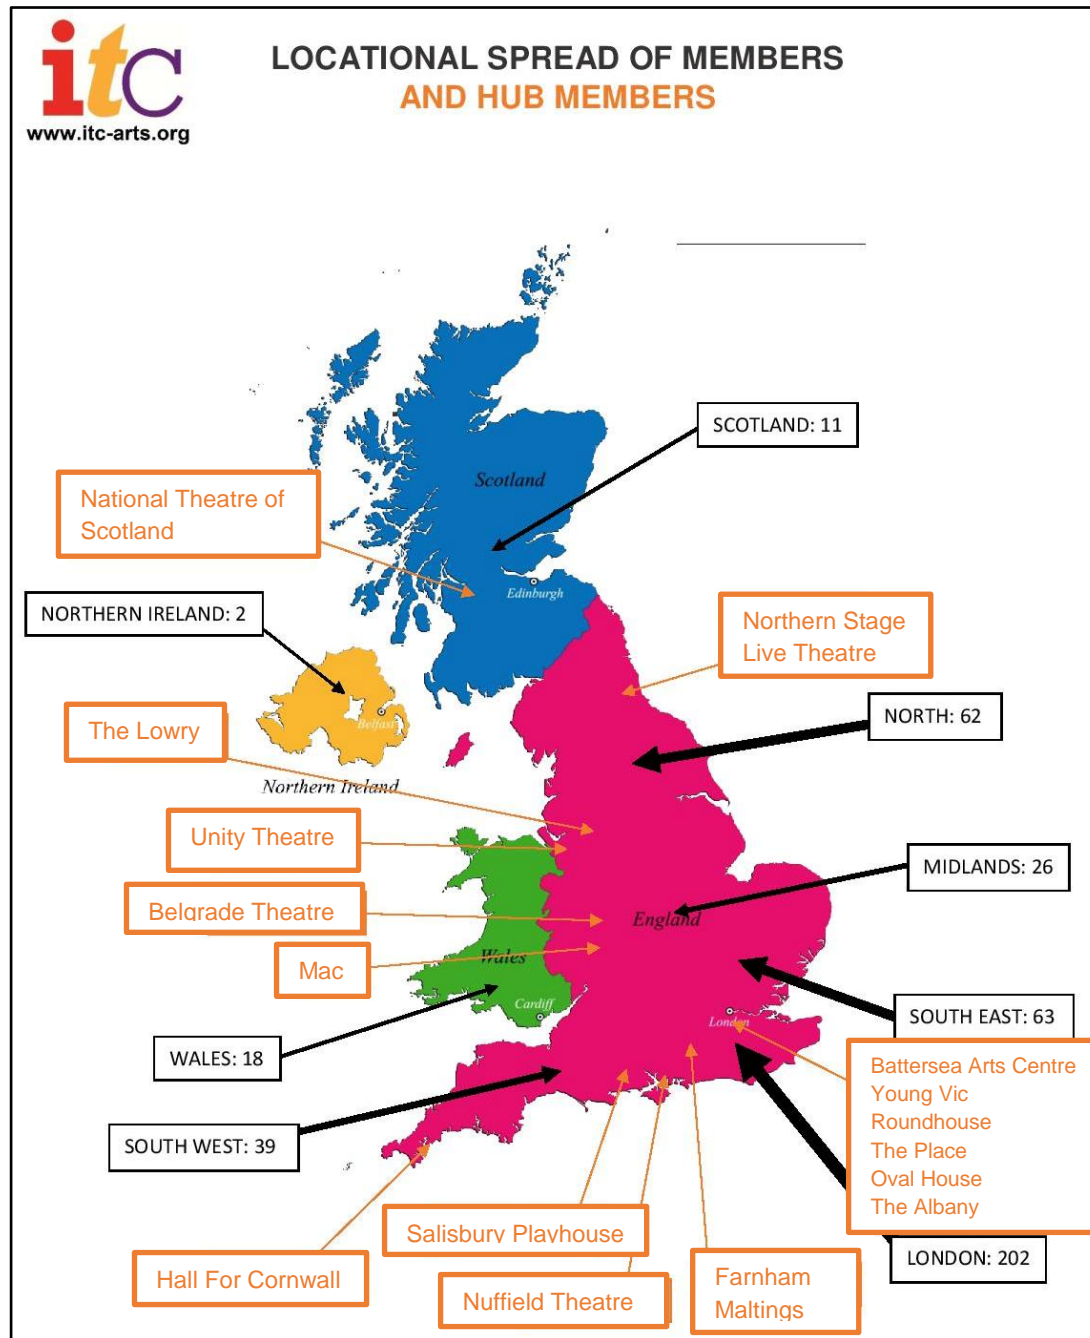 itc
www.itc-arts.org
LOCATIONAL SPREAD OF MEMBERS
AND HUB MEMBERS
SCOTLAND: 11
Scotland
National Theatre of
Scotland
Edinburgh
NORTHERN IRELAND: 2
Northern Stage
Live Theatre
Belfast
NORTH: 62
The Lowry
Northern Ireland
Unity Theatre
MIDLANDS: 26
Belgrade Theatre
England
Mac
Wales
Cardiff
London
SOUTH EAST: 63
WALES: 18
Battersea Arts Centre
Young Vic
Roundhouse
The Place
Oval House
The Albany
SOUTH WEST: 39
Salisbury Playhouse
LONDON: 202
Hall For Cornwall
Nuffield Theatre
Farnham
Maltings